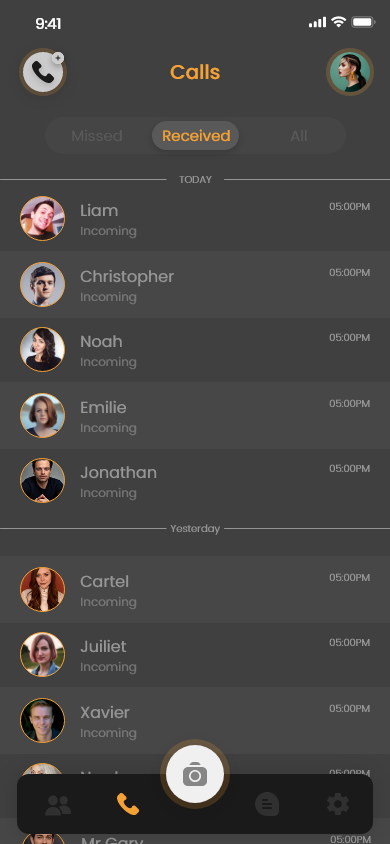 9:41
Calls
Missed Received All
TODAY
Liam 05:00PM
Incoming
Christopher 05:00PM
Incoming
Noah 05:00PM
Incoming
Emilie 05:00PM
Incoming
Jonathan 05:00PM
Incoming
Yesterday
Cartel 05:00PM
Incoming
Juiliet 05:00PM
Incoming
Xavier 05:00PM
Incoming
05:00PM
Mr Gary 05:00PM